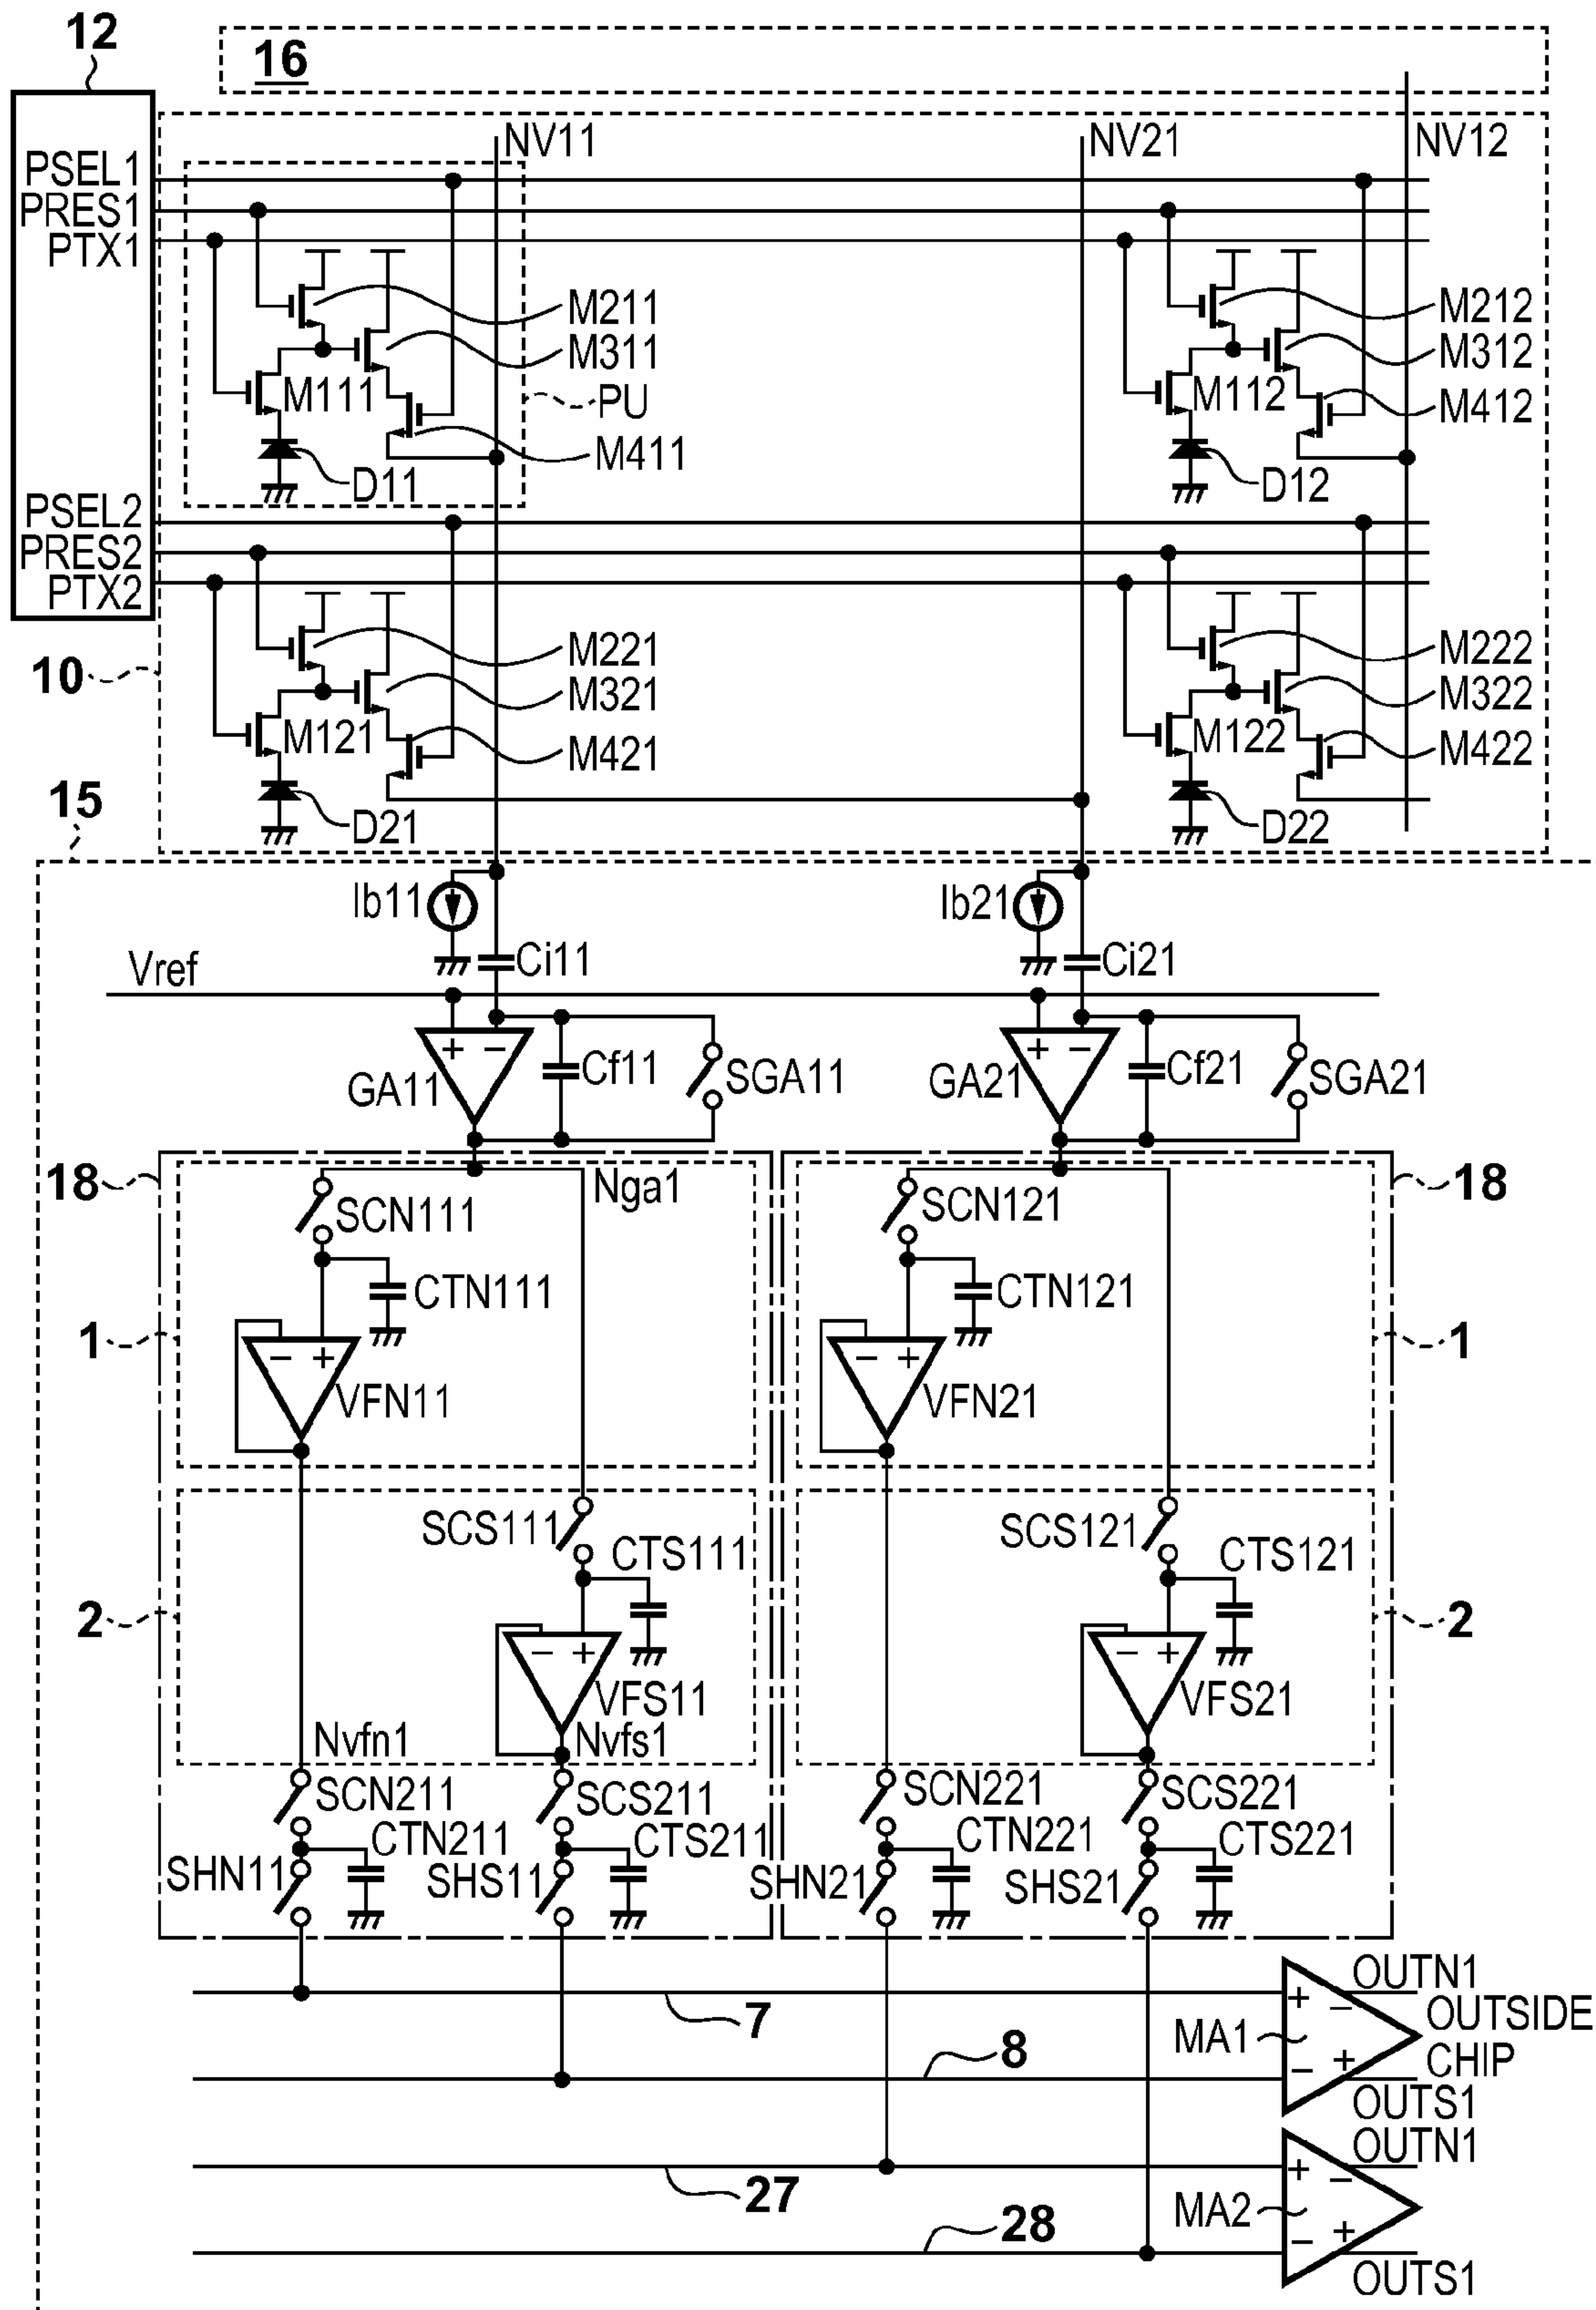 12
16
NV11
NV21
NV12
PSEL1
PRES1
PTX1
M211
M311
M111
PU
M411
D11
M212
M312
M112
M412
D12
PSEL2
PRES2
PTX2
10
M221
M321
M121
M421
D21
M222
M322
M122
M422
D22
15
Ib11
Ib21
Ci11
Ci21
Vref
+ −
+ −
GA11
Cf11
SGA11
GA21
Cf21
SGA21
18
Nga1
18
SCN111
SCN121
CTN111
CTN121
1
− +
− +
1
VFN11
VFN21
SCS111
CTS111
SCS121
CTS121
2
− +
− +
2
VFS11
VFS21
Nvfn1
Nvfs1
SCN211
SCS211
SCN221
SCS221
CTN211
CTS211
CTN221
CTS221
SHN11
SHS11
SHN21
SHS21
OUTN1
+ −
7
MA1
OUTSIDE
CHIP
8
− +
OUTS1
OUTN1
+ −
27
MA2
28
− +
OUTS1